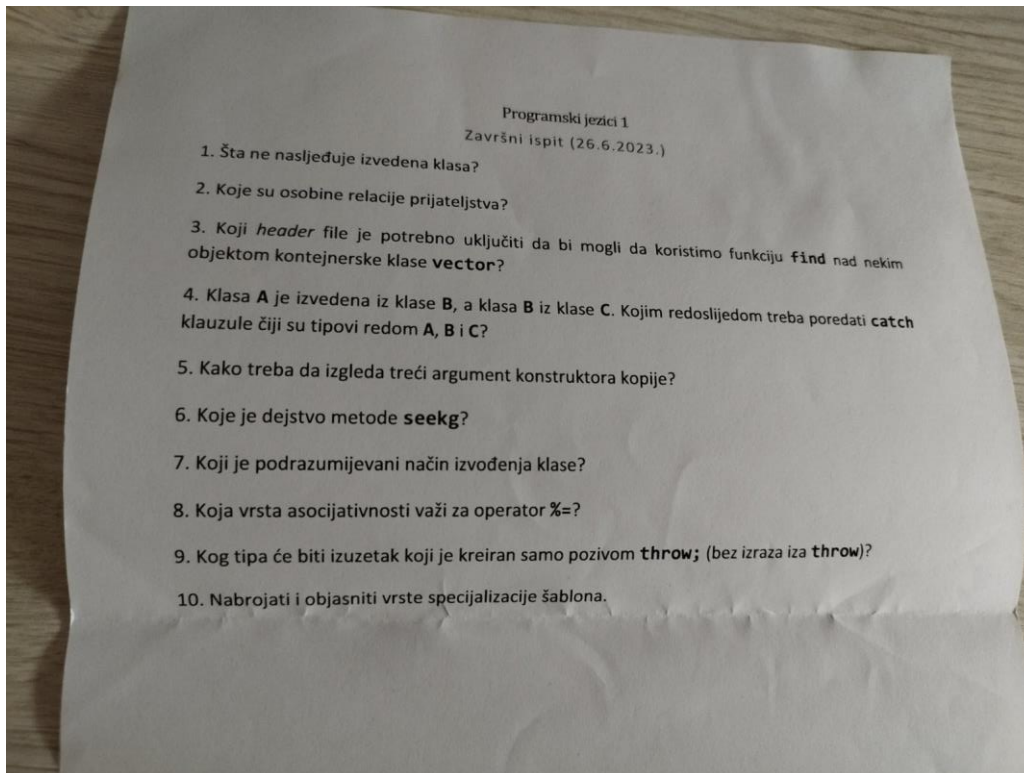 Programski jezici 1
Završni ispit (26.6.2023.)
1. Šta ne nasljeđuje izvedena klasa?
2. Koje su osobine relacije prijateljstva?
3. Koji header file je potrebno uključiti da bi mogli da koristimo funkciju find nad nekim
objektom kontejnerske klase vector?
4. Klasa A je izvedena iz klase B, a klasa B iz klase C. Kojim redoslijedom treba poredati catch
klauzule čiji su tipovi redom A, B i C?
5. Kako treba da izgleda treći argument konstruktora kopije?
6. Koje je dejstvo metode seekg?
7. Koji je podrazumijevani način izvođenja klase?
8. Koja vrsta asocijativnosti važi za operator %=?
9. Kog tipa će biti izuzetak koji je kreiran samo pozivom throw; (bez izraza iza throw)?
10. Nabrojati i objasniti vrste specijalizacije šablona.